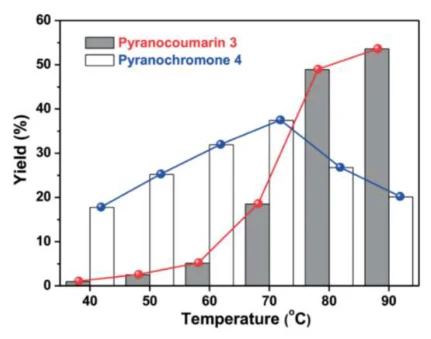 60
50
40
30
20
10
0
Yield (%)
Pyranocoumarin 3
Pyranochromone 4
40 50 60 70 80 90
Temperature (°C)